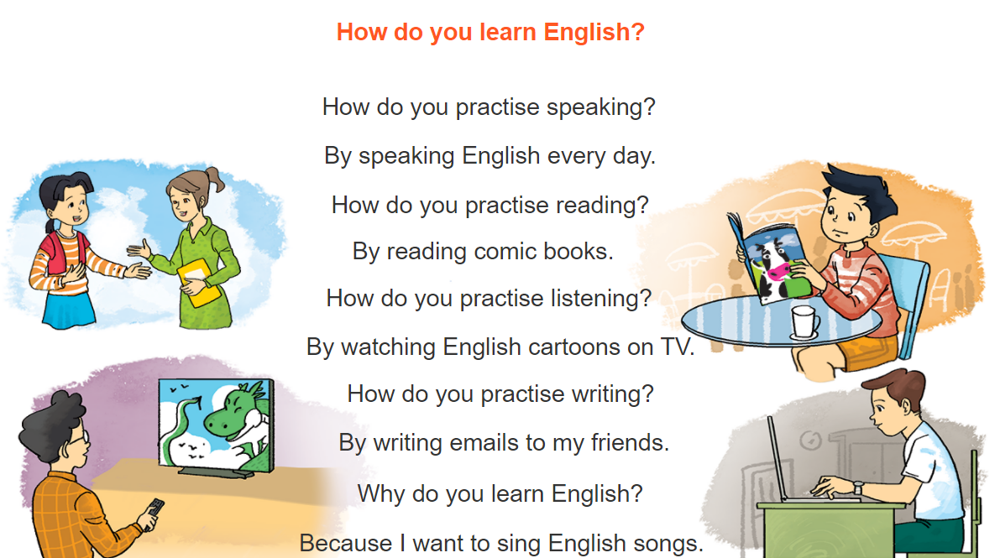 How do you learn English?
How do you practise speaking?
By speaking English every day.
How do you practise reading?
By reading comic books.
How do you practise listening?
By watching English cartoons on TV.
How do you practise writing?
By writing emails to my friends.
Why do you learn English?
Because I want to sing English songs.